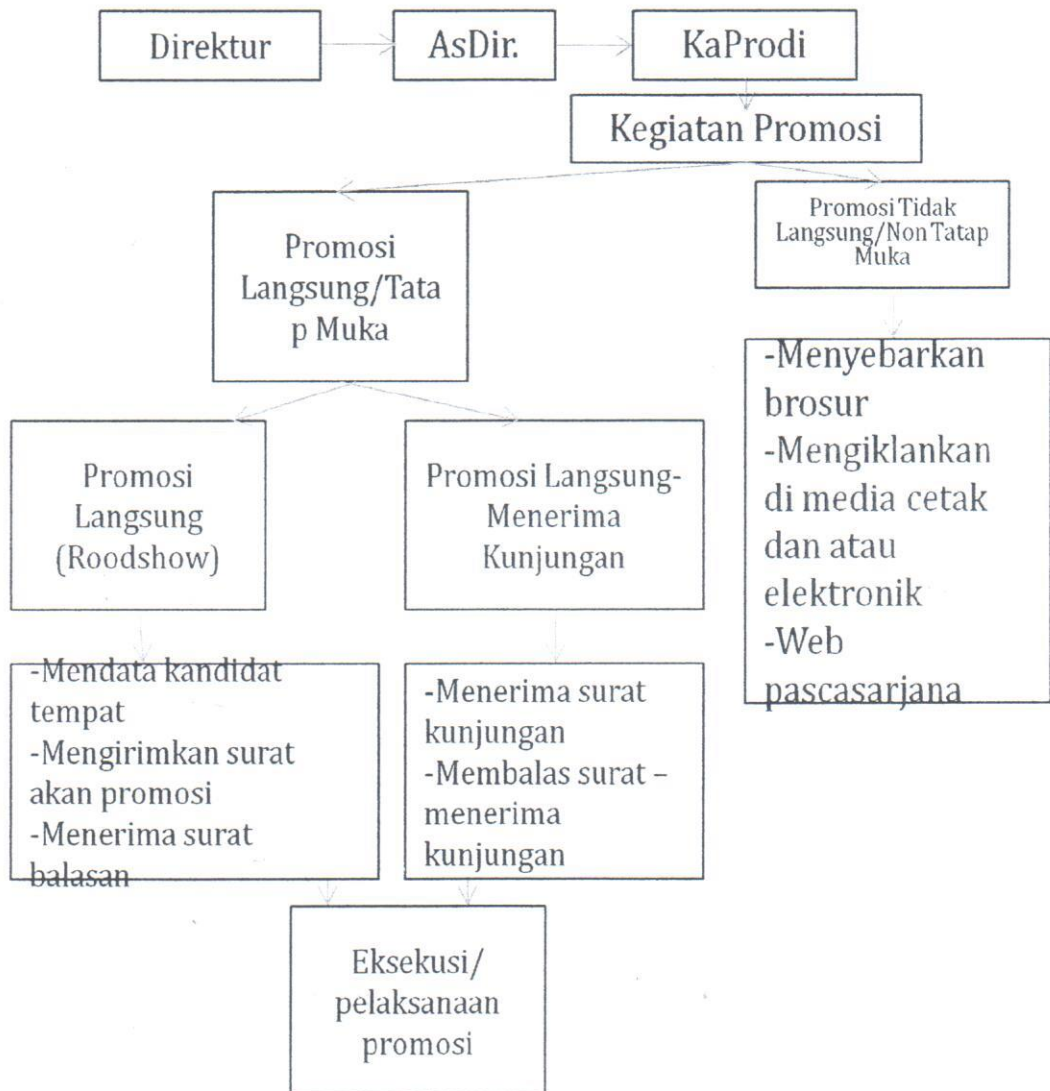 Direktur
AsDir.
KaProdi
Kegiatan Promosi
Promosi
Langsung/Tata
p Muka
Promosi Tidak
Langsung/Non Tatap
Muka
Promosi
Langsung
(Roodshow)
Promosi Langsung-
Menerima
Kunjungan
-Menyebarkan
brosur
-Mengiklankan
di media cetak
dan atau
elektronik
-Web
pascasarjana
-Mendata kandidat
tempat
-Mengirimkan surat
akan promosi
-Menerima surat
balasan
-Menerima surat
kunjungan
-Membalas surat –
menerima
kunjungan
Eksekusi/
pelaksanaan
promosi